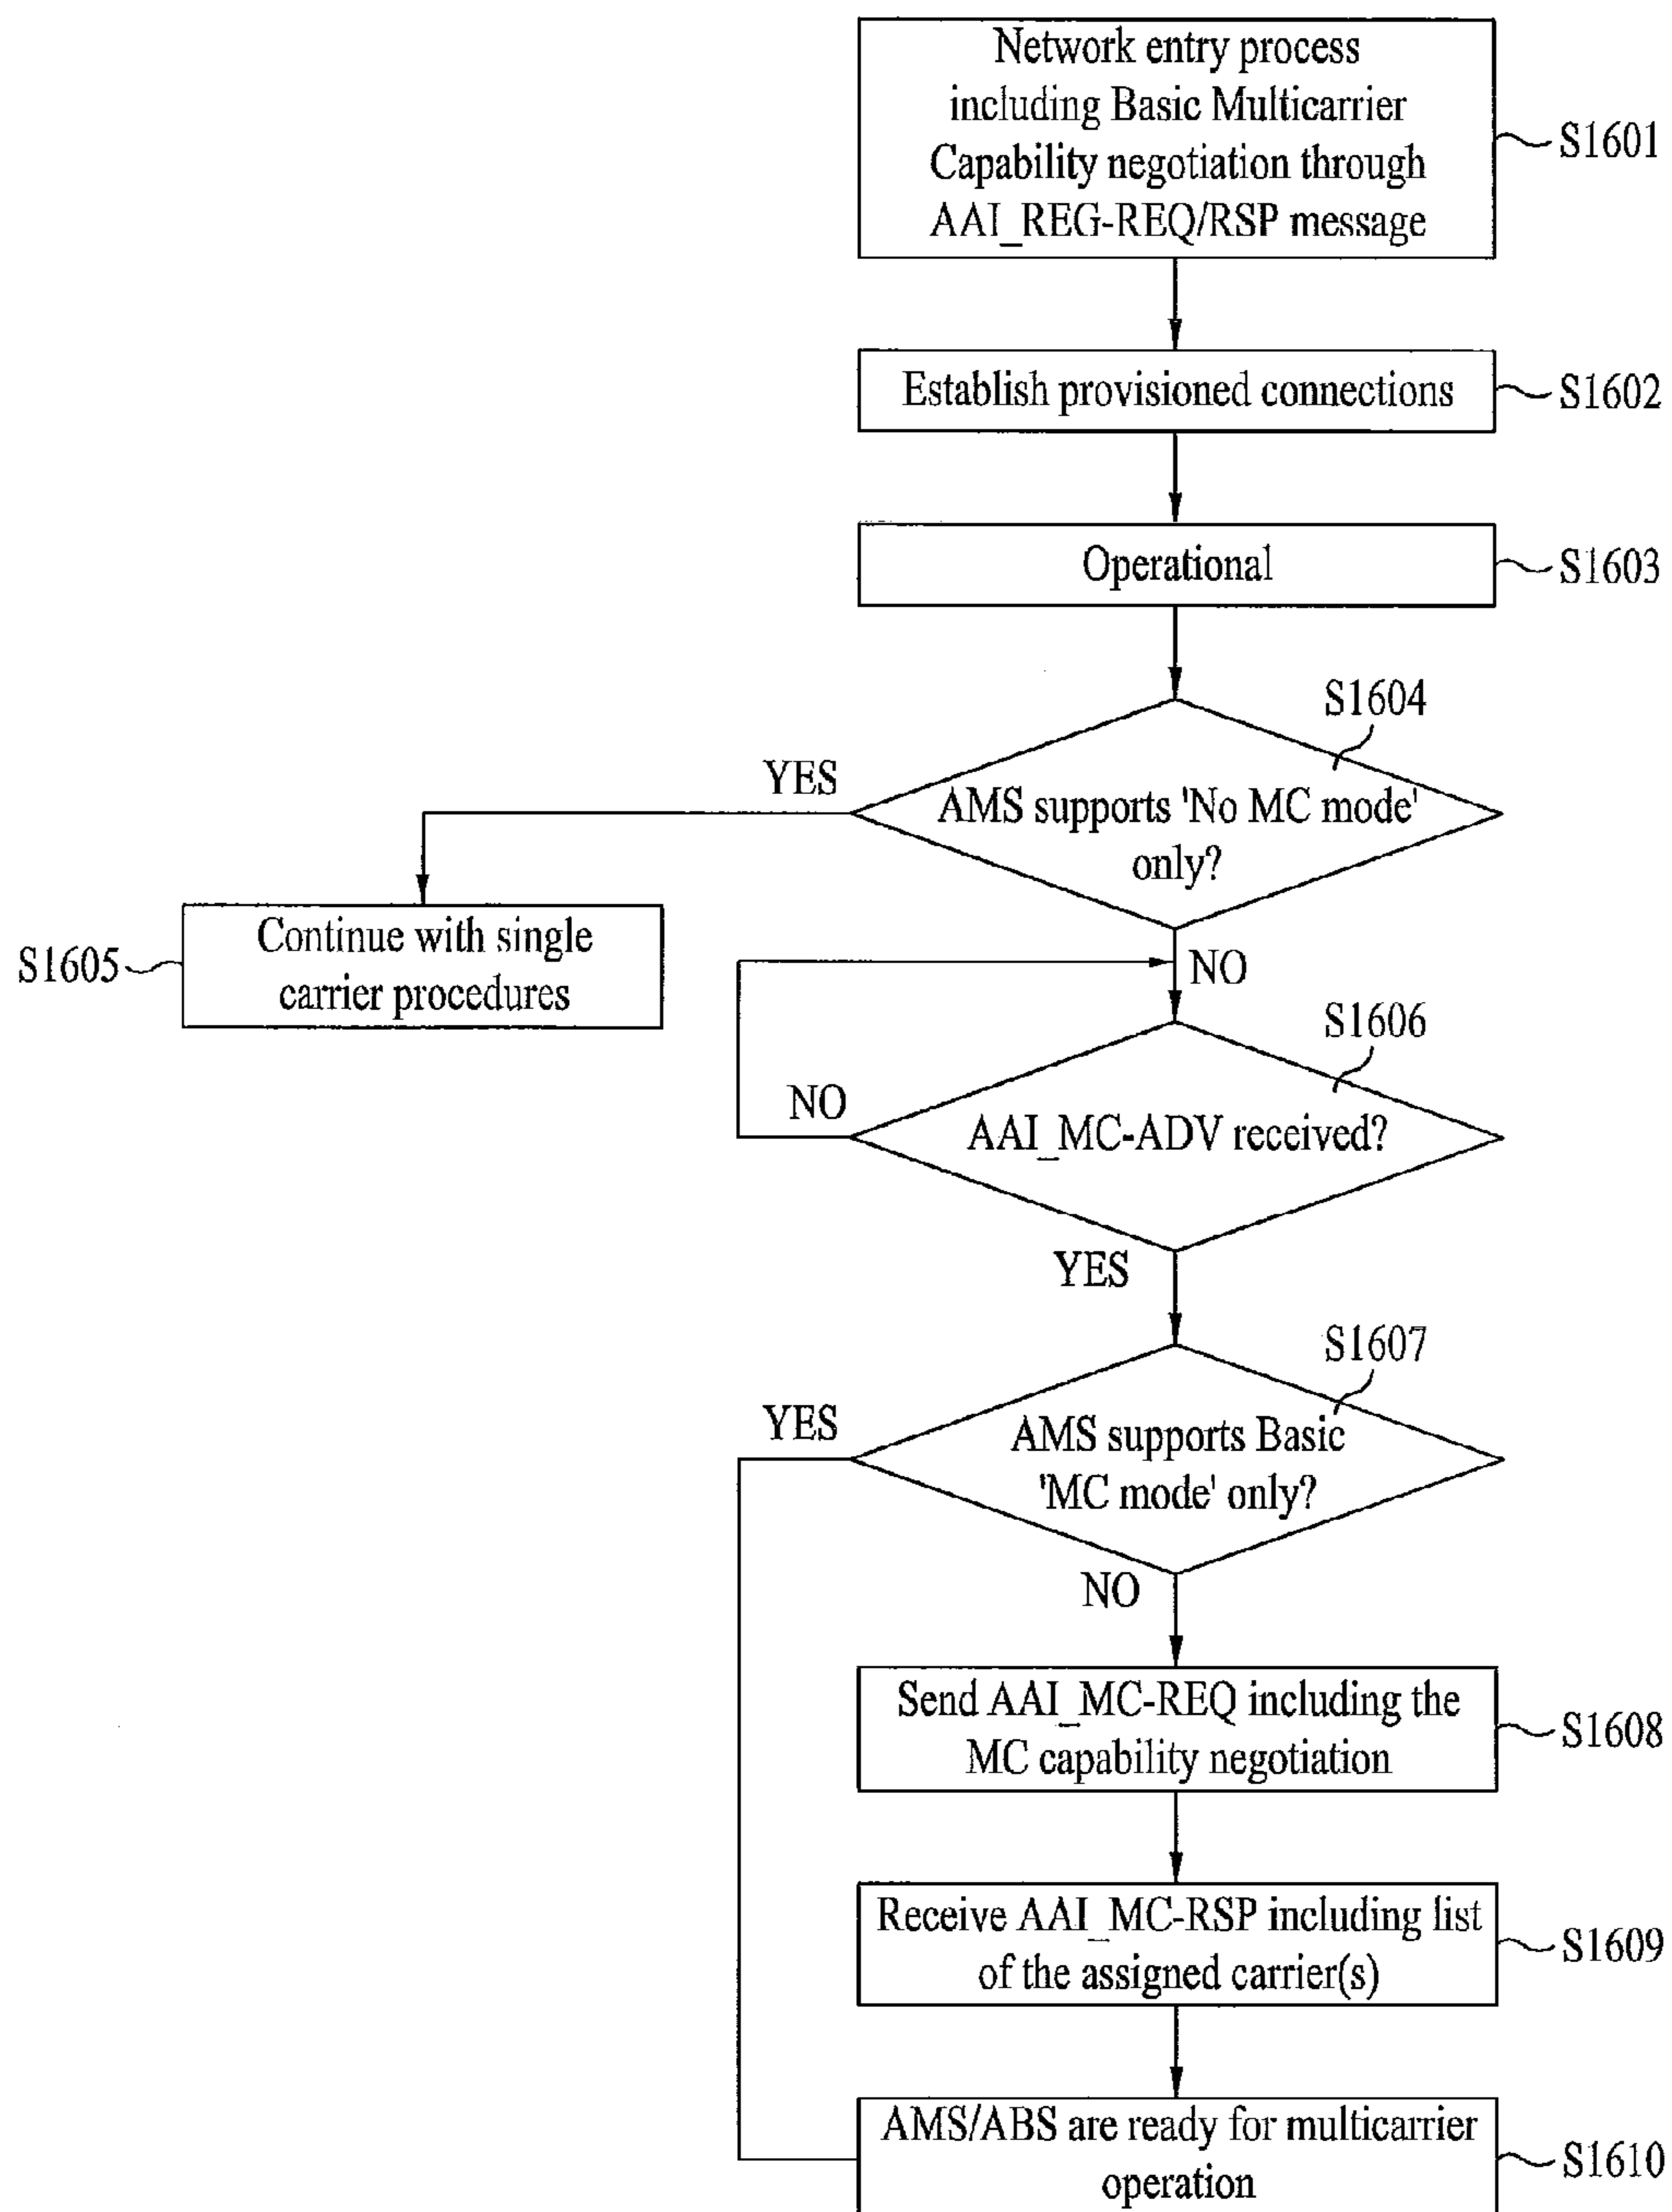 Network entry process
including Basic Multicarrier
Capability negotiation through
AAI_REG-REQ/RSP message
S1601
Establish provisioned connections
S1602
Operational
S1603
S1604
YES
AMS supports 'No MC mode'
only?
Continue with single
carrier procedures
S1605
NO
S1606
NO
AAI_MC-ADV received?
YES
S1607
YES
AMS supports Basic
'MC mode' only?
NO
Send AAI_MC-REQ including the
MC capability negotiation
S1608
Receive AAI_MC-RSP including list
of the assigned carrier(s)
S1609
AMS/ABS are ready for multicarrier
operation
S1610